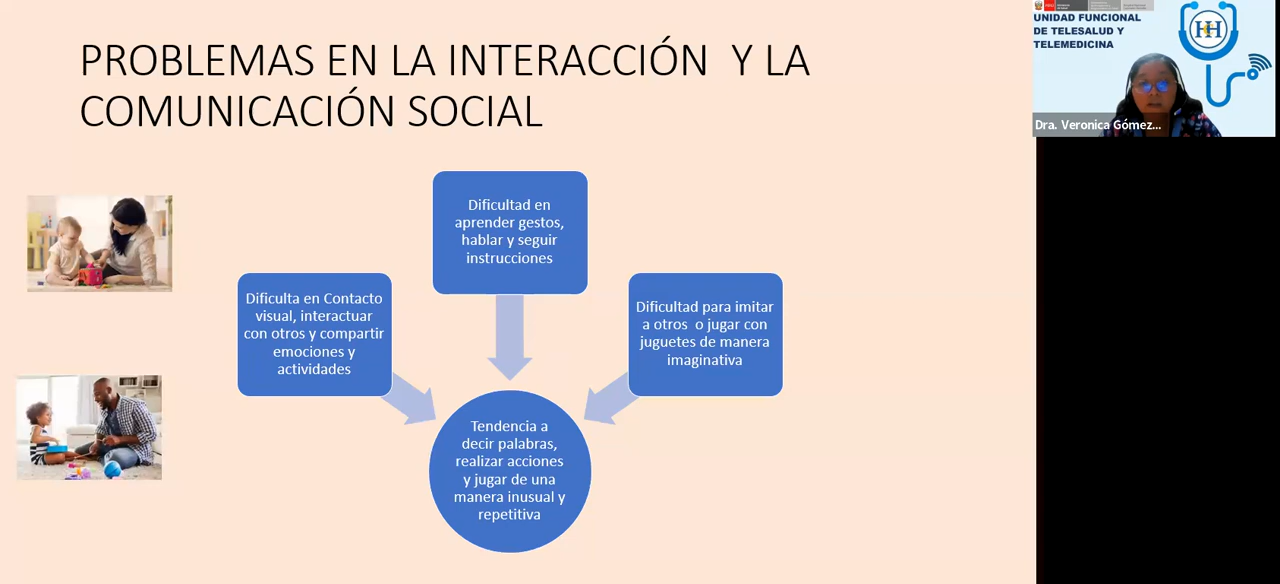 PROBLEMAS EN LA INTERACCIÓN Y LA
COMUNICACIÓN SOCIAL
Dificultad en
aprender gestos,
hablar y seguir
instrucciones
Dificulta en Contacto
visual, interactuar
con otros y compartir
emociones y
actividades
Dificultad para imitar
a otros o jugar con
juguetes de manera
imaginativa
Tendencia a
decir palabras,
realizar acciones
y jugar de una
manera inusual y
repetitiva
UNIDAD FUNCIONAL
DE TELESALUD Y
TELEMEDICINA
Dra. Veronica Gómez...